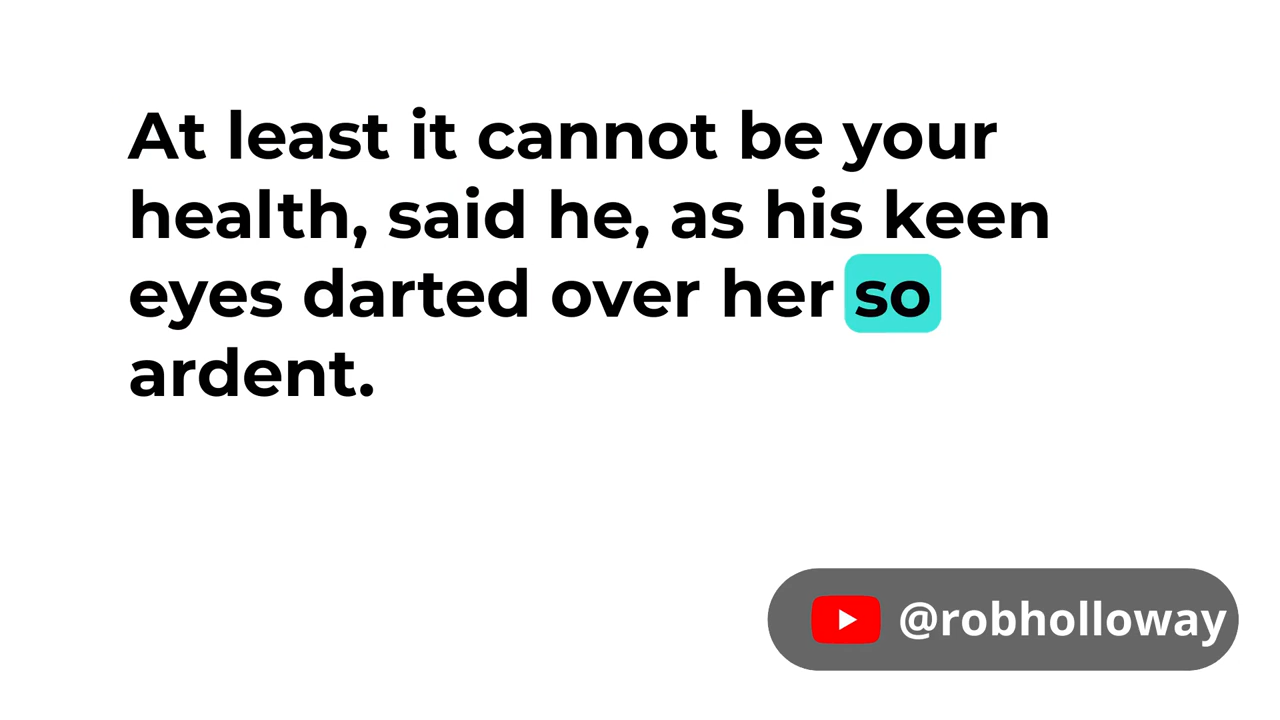 At least it cannot be your
health, said he, as his keen
eyes darted over her so
ardent.
@robholloway